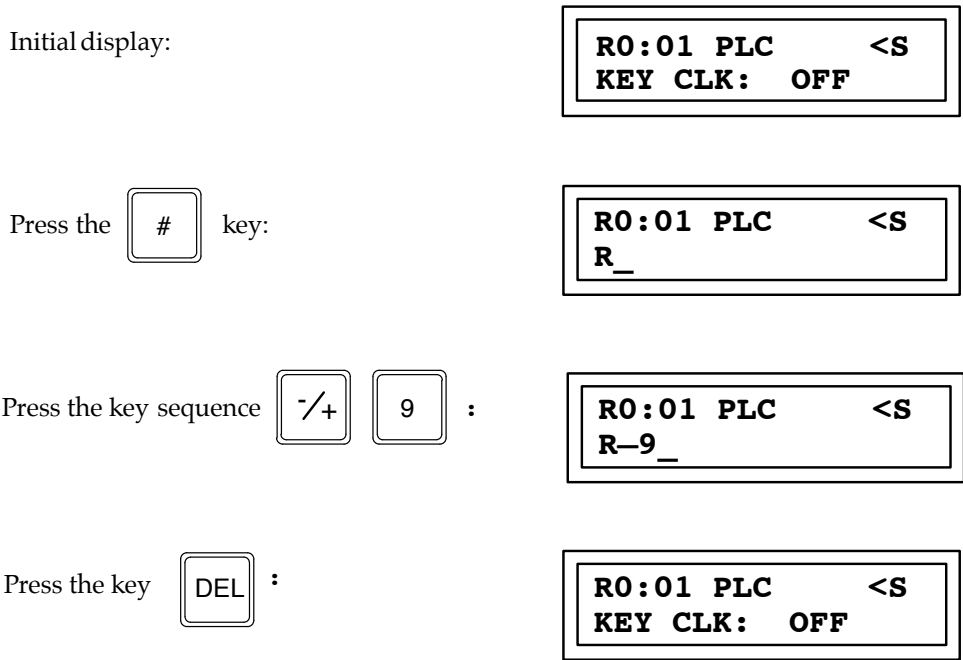 Initial display:
R0:01 PLC <S
KEY CLK: OFF
Press the # key:
R0:01 PLC <S
R_
Press the key sequence -/+ 9 :
R0:01 PLC <S
R–9_
Press the key DEL :
R0:01 PLC <S
KEY CLK: OFF